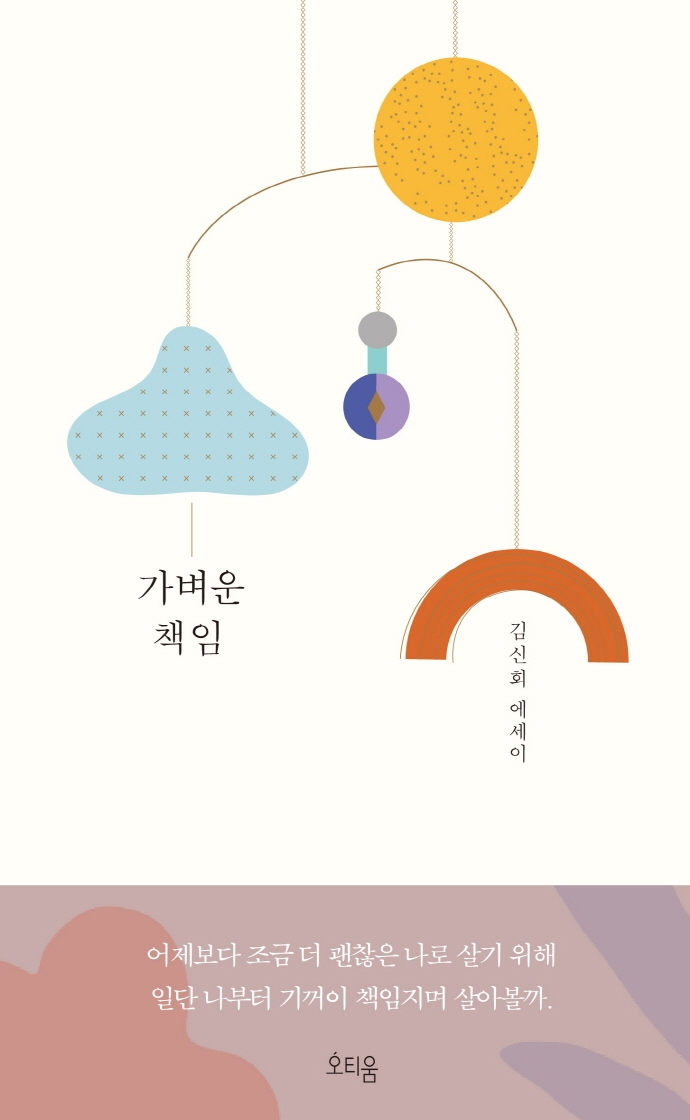 가벼운
책임
김신회 에세이
어제보다 조금 더 괜찮은 나로 살기 위해
일단 나부터 기꺼이 책임지며 살아볼까.
오티움